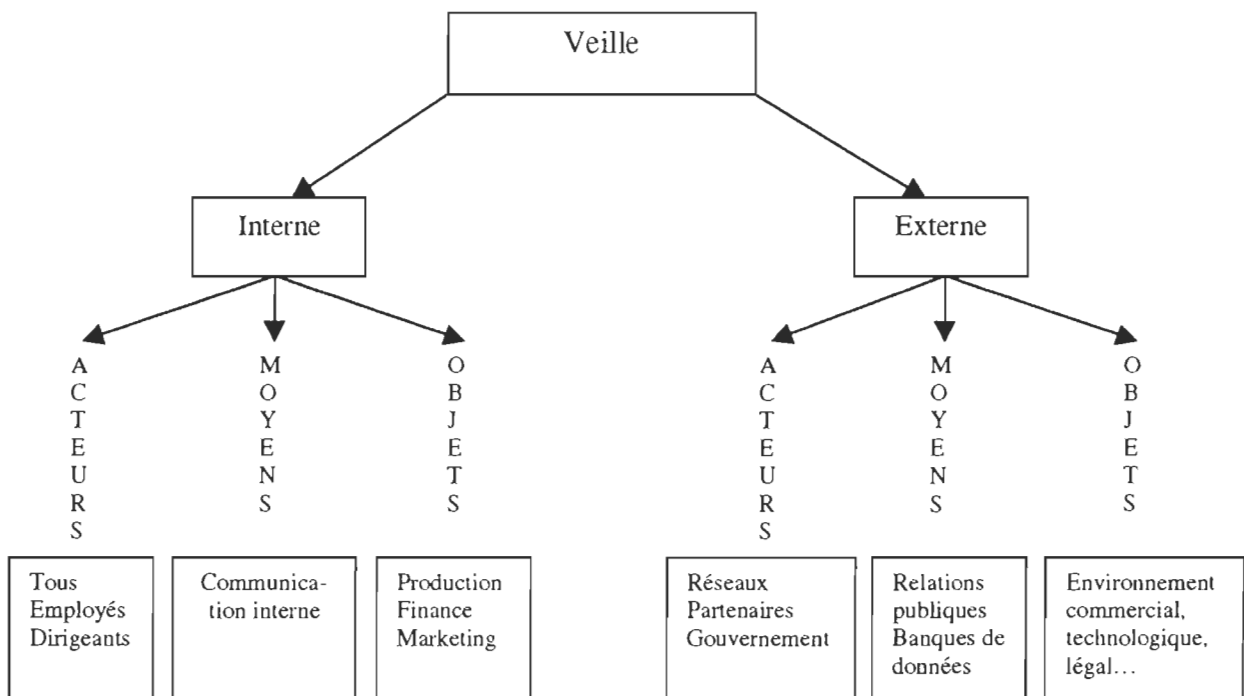 Veille
Interne
Externe
ACTEURS
MOYENS
OBJETS
ACTEURS
MOYENS
OBJETS
Tous
Employés
Dirigeants
Communica-
tion interne
Production
Finance
Marketing
Réseaux
Partenaires
Gouvernement
Relations
publiques
Banques de
données
Environnement
commercial,
technologique,
légal…